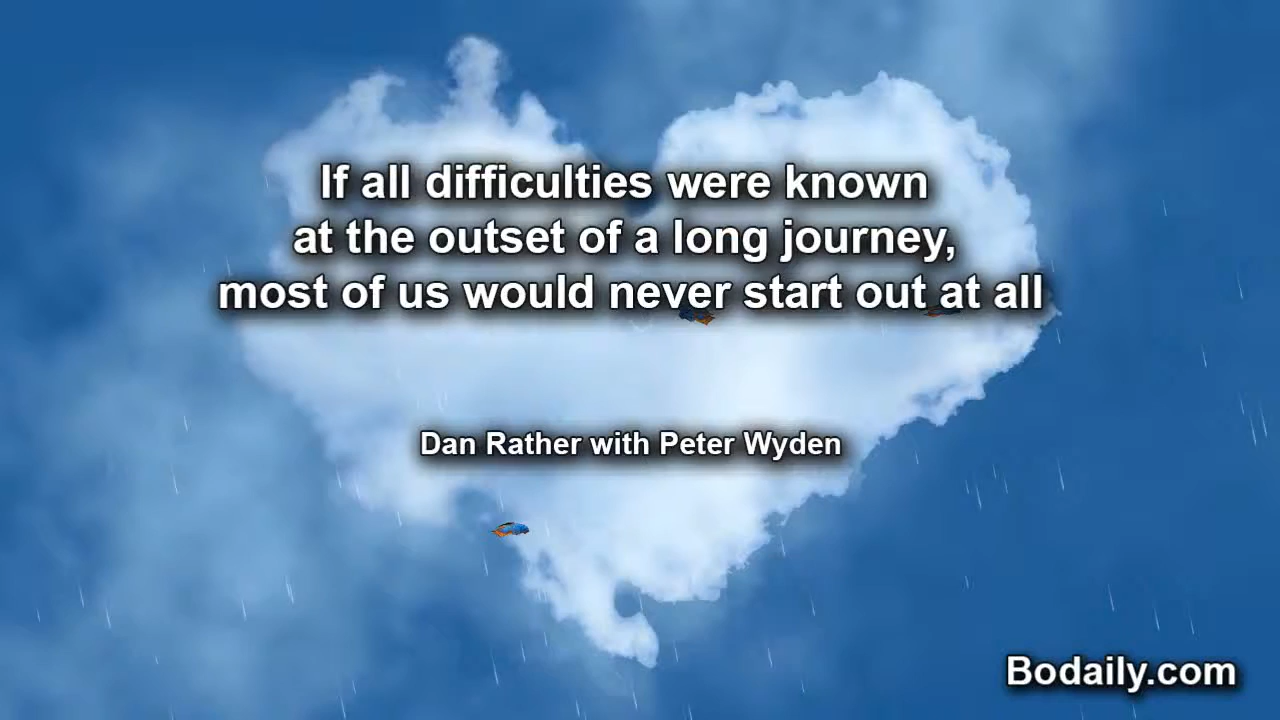 If all difficulties were known
at the outset of a long journey,
most of us would never start out at all
Dan Rather with Peter Wyden
Bodaily.com